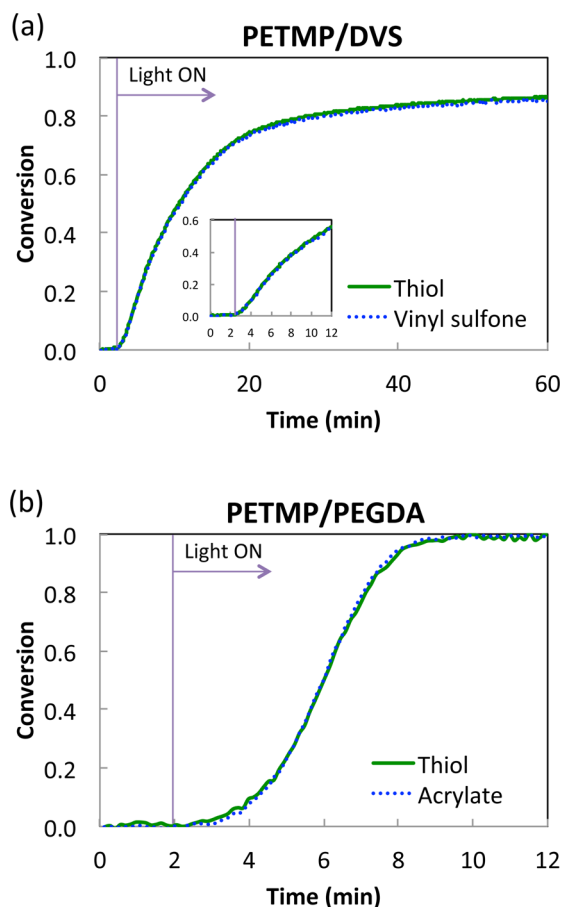 (a)
PETMP/DVS
1.0
Light ON
0.8
0.6
0.4
0.2
0.0
Conversion
0.6
0.4
0.2
0.0
0 2 4 6 8 10 12
Thiol
Vinyl sulfone
0 20 40 60
Time (min)
(b)
PETMP/PEGDA
1.0
Light ON
0.8
0.6
0.4
0.2
0.0
Conversion
Thiol
Acrylate
0 2 4 6 8 10 12
Time (min)